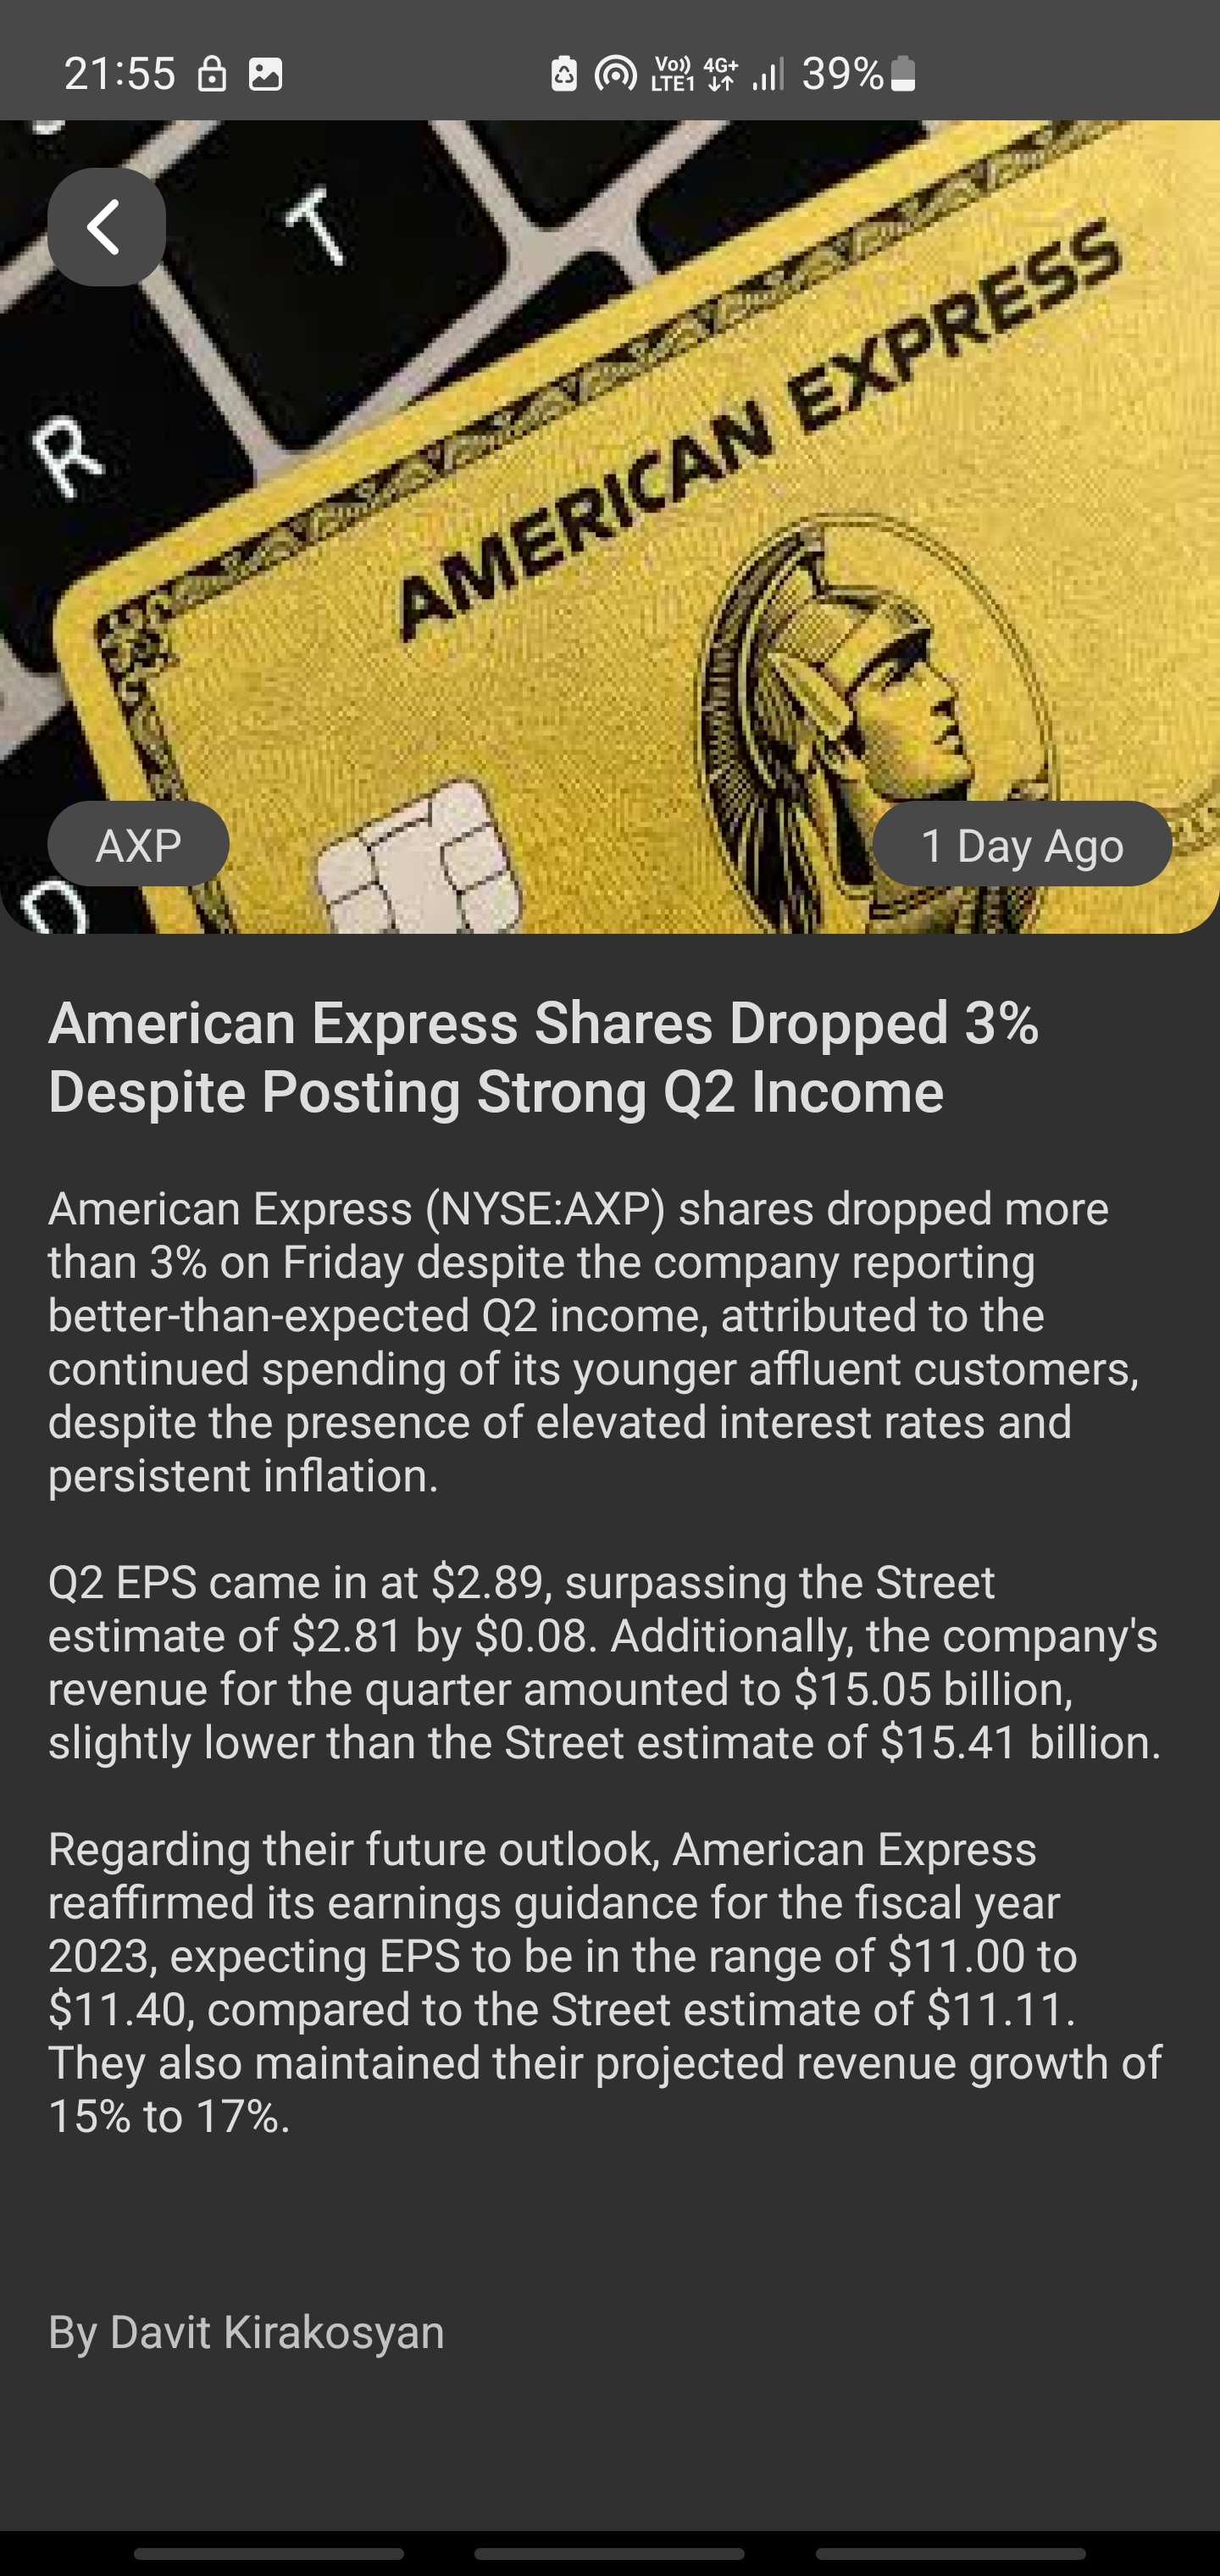 21:55 Vo)) LTE1 4G+ 39%
T
R
AMERICAN EXPRESS
AXP
1 Day Ago
D
American Express Shares Dropped 3%
Despite Posting Strong Q2 Income
American Express (NYSE:AXP) shares dropped more
than 3% on Friday despite the company reporting
better-than-expected Q2 income, attributed to the
continued spending of its younger affluent customers,
despite the presence of elevated interest rates and
persistent inflation.
Q2 EPS came in at $2.89, surpassing the Street
estimate of $2.81 by $0.08. Additionally, the company's
revenue for the quarter amounted to $15.05 billion,
slightly lower than the Street estimate of $15.41 billion.
Regarding their future outlook, American Express
reaffirmed its earnings guidance for the fiscal year
2023, expecting EPS to be in the range of $11.00 to
$11.40, compared to the Street estimate of $11.11.
They also maintained their projected revenue growth of
15% to 17%.
By Davit Kirakosyan